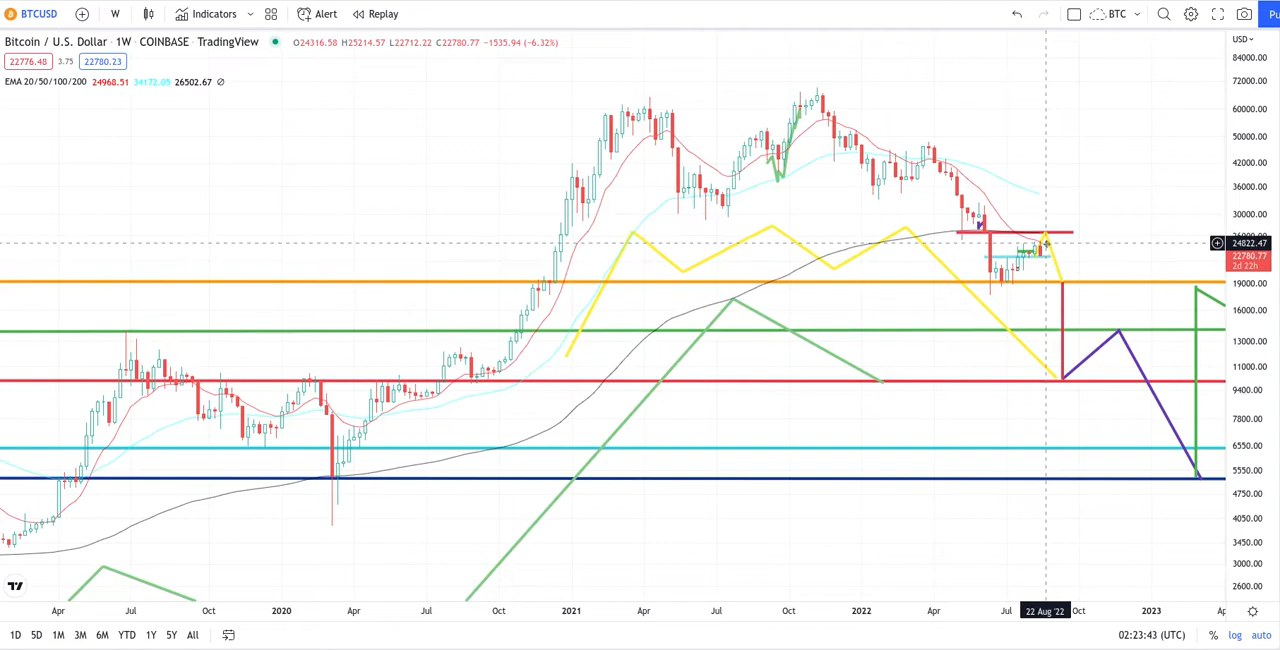 BTCUSD W Indicators Alert Replay BTC Pu
Bitcoin / U.S. Dollar · 1W · COINBASE · TradingView O24316.58 H25214.57 L22712.22 C22780.77 −1535.94 (−6.32%)
22776.48 3.75 22780.23
EMA 20/50/100/200 24968.51 34172.05 26502.67 ∅
USD
84000.00
72000.00
60000.00
50000.00
42000.00
36000.00
30000.00
24822.47
22780.77
2d 22h
19000.00
16000.00
13000.00
11000.00
9400.00
7800.00
6550.00
5550.00
4750.00
4050.00
3450.00
3000.00
2600.00
Apr Jul Oct 2020 Apr Jul Oct 2021 Apr Jul Oct 2022 Apr Jul 22 Aug '22 Oct 2023 Ap
1D 5D 1M 3M 6M YTD 1Y 5Y All 02:23:43 (UTC) % log auto